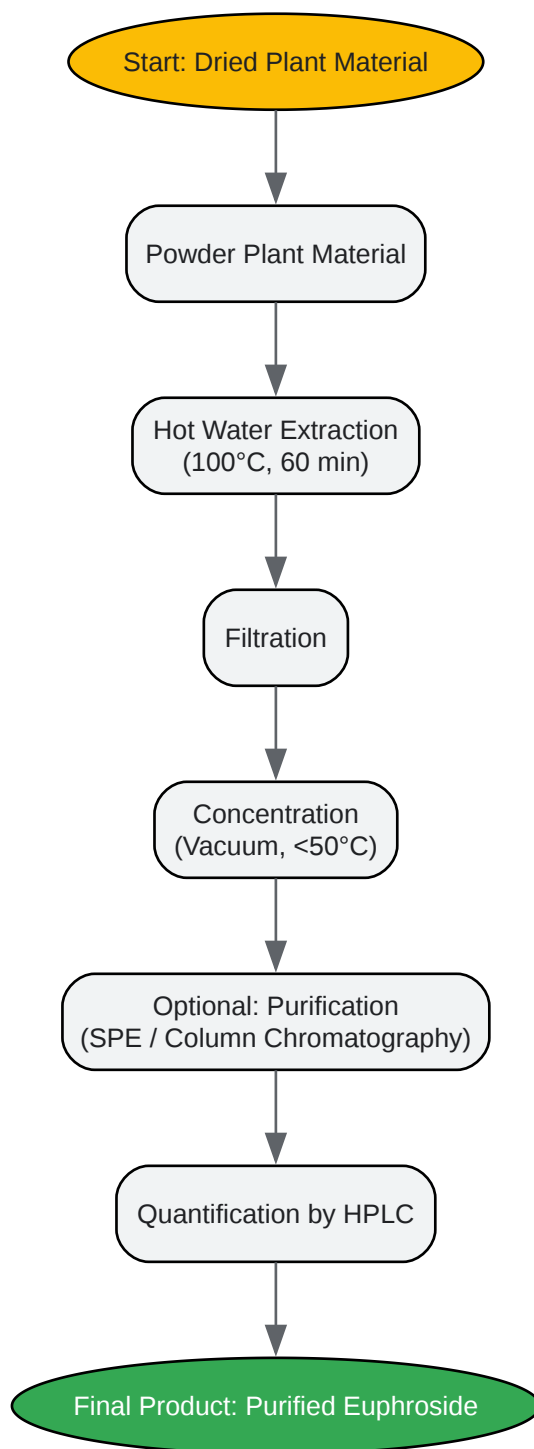 Start: Dried Plant Material
Powder Plant Material
Hot Water Extraction
(100°C, 60 min)
Filtration
Concentration
(Vacuum, <50°C)
Optional: Purification
(SPE / Column Chromatography)
Quantification by HPLC
Final Product: Purified Euphroside